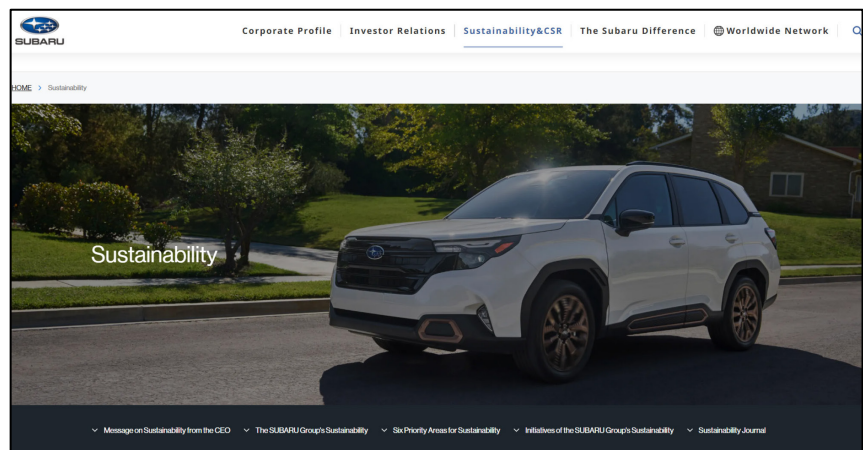 SUBARU
Corporate Profile Investor Relations Sustainability&CSR The Subaru Difference Worldwide Network
HOME > Sustainability
Sustainability
Message on Sustainability from the CEO The SUBARU Group's Sustainability Six Priority Areas for Sustainability Initiatives of the SUBARU Group's Sustainability Sustainability Journal